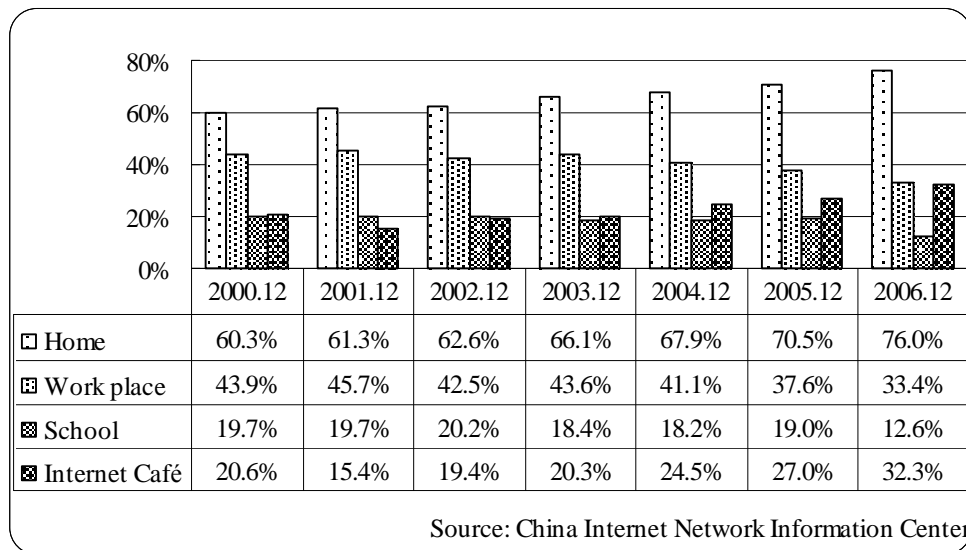 80%
60%
40%
20%
0%
2000.12 2001.12 2002.12 2003.12 2004.12 2005.12 2006.12
Home 60.3% 61.3% 62.6% 66.1% 67.9% 70.5% 76.0%
Work place 43.9% 45.7% 42.5% 43.6% 41.1% 37.6% 33.4%
School 19.7% 19.7% 20.2% 18.4% 18.2% 19.0% 12.6%
Internet Café 20.6% 15.4% 19.4% 20.3% 24.5% 27.0% 32.3%
Source: China Internet Network Information Center